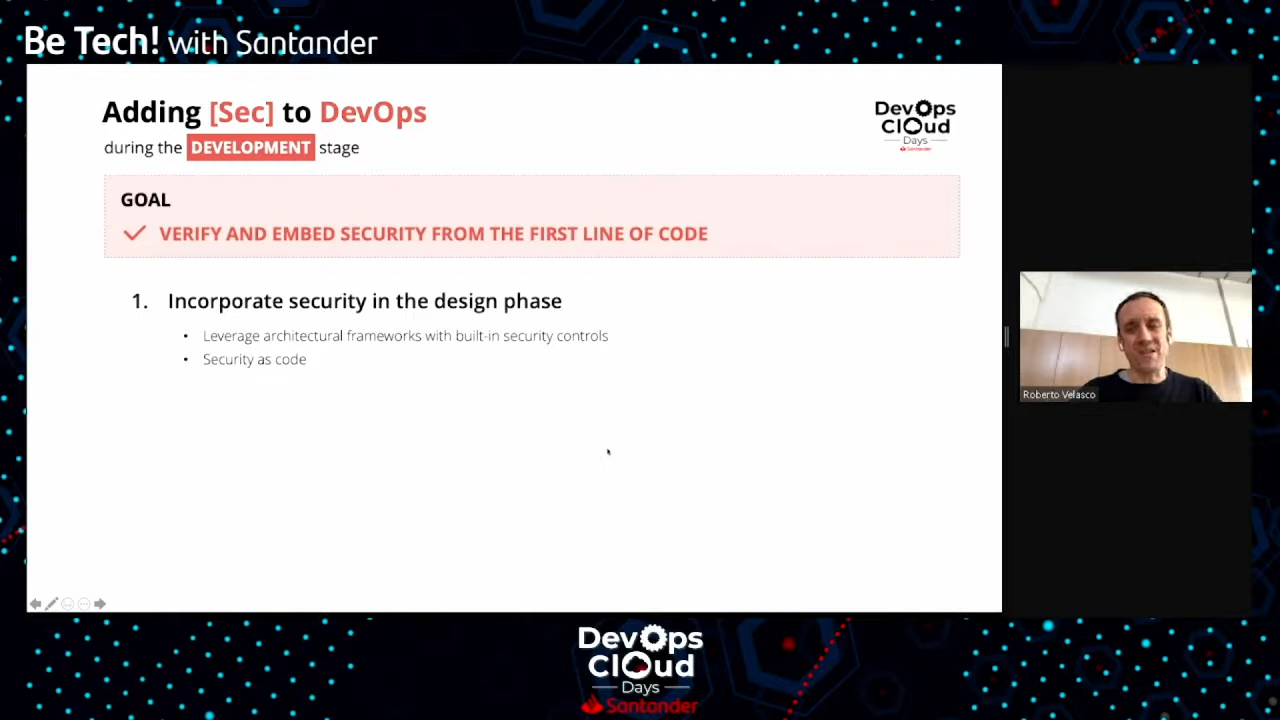 Be Tech! with Santander
Adding [Sec] to DevOps
during the DEVELOPMENT stage
DevOps
Cloud
Days
Santander
GOAL
VERIFY AND EMBED SECURITY FROM THE FIRST LINE OF CODE
1. Incorporate security in the design phase
• Leverage architectural frameworks with built-in security controls
• Security as code
Roberto Velasco
DevOps
Cloud
Days
Santander